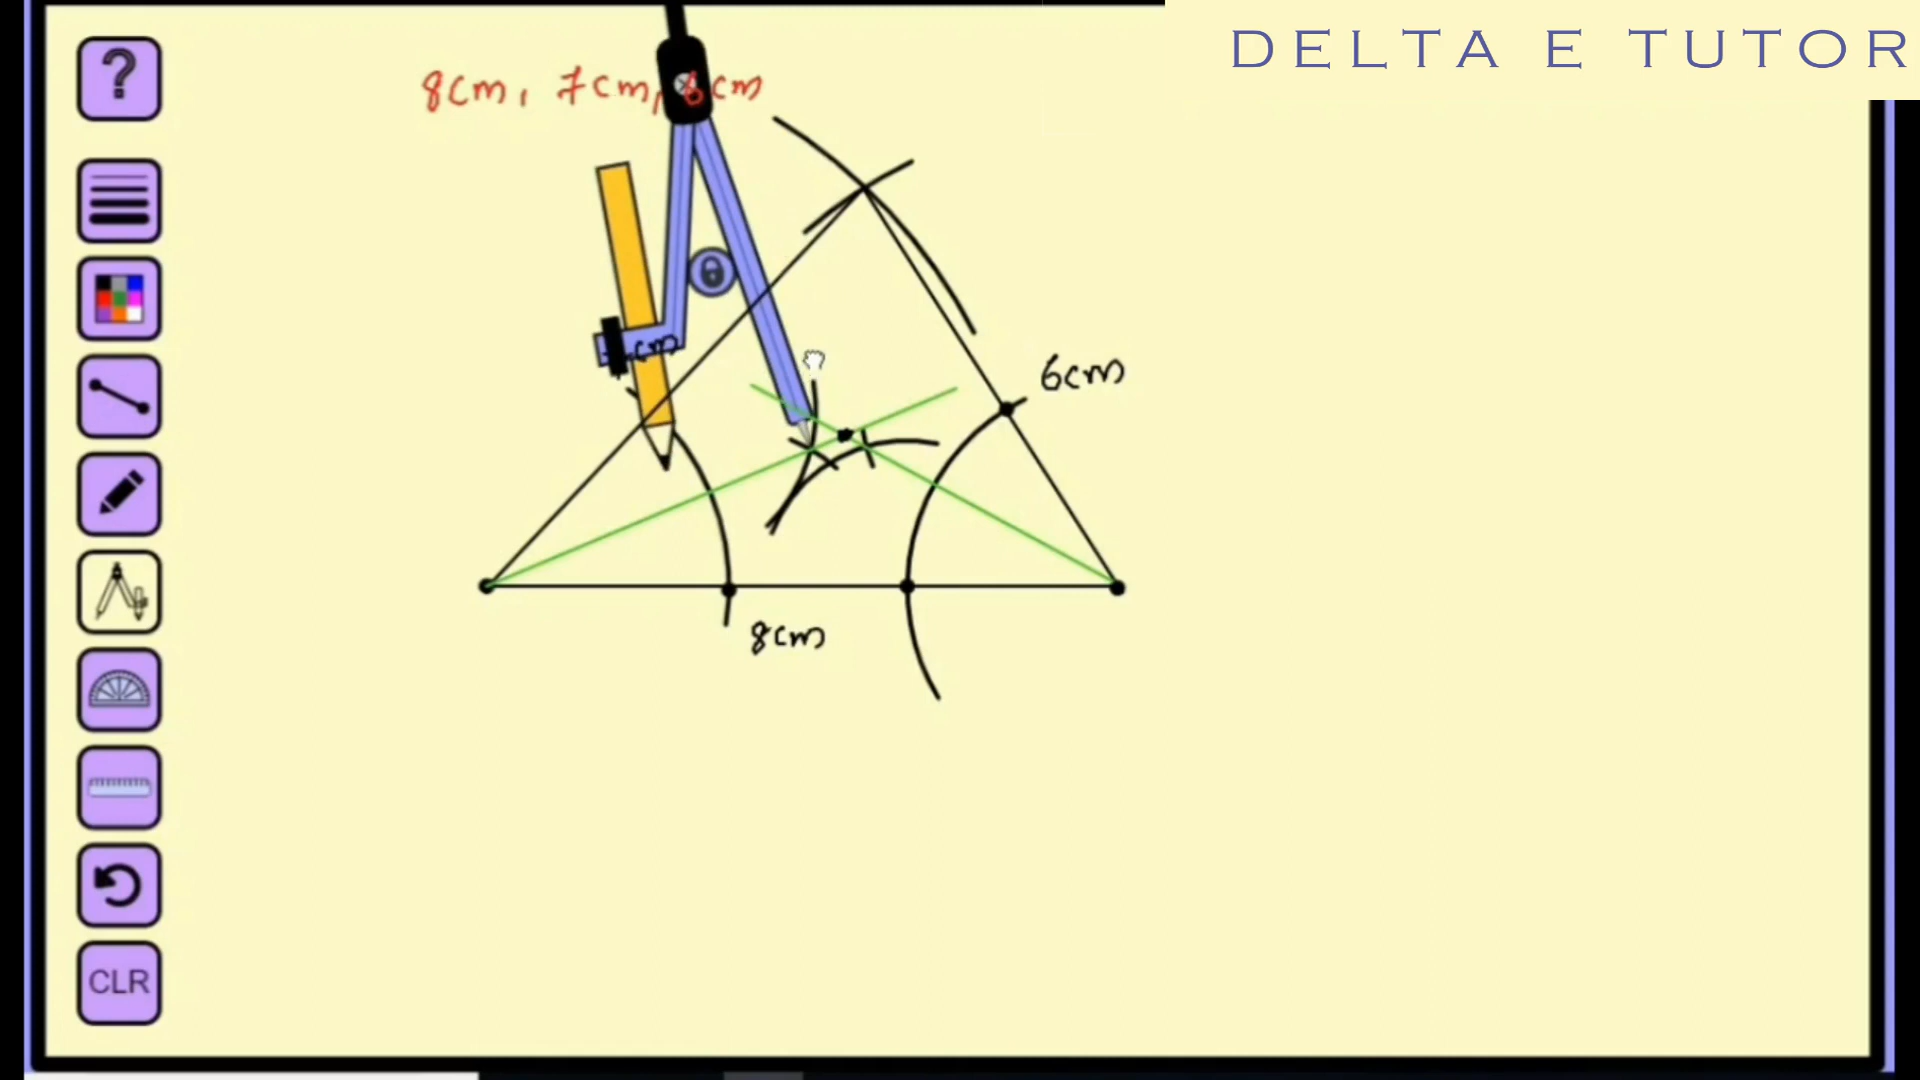 DELTA E TUTOR
?
8cm, 7cm, 6cm
6cm
8cm
CLR